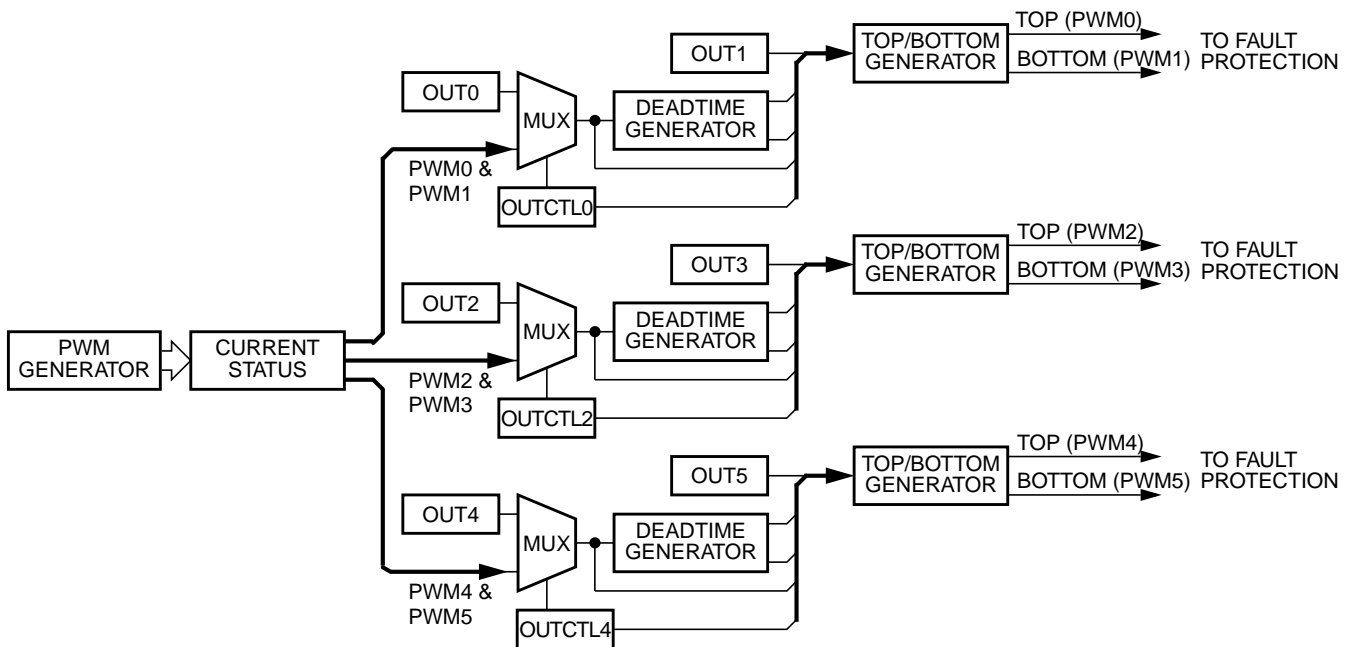 TOP (PWM0)
OUT1
TOP/BOTTOM
GENERATOR
BOTTOM (PWM1)
TO FAULT
PROTECTION
OUT0
MUX
DEADTIME
GENERATOR
PWM0 &
PWM1
OUTCTL0
TOP (PWM2)
OUT3
TOP/BOTTOM
GENERATOR
BOTTOM (PWM3)
TO FAULT
PROTECTION
OUT2
MUX
DEADTIME
GENERATOR
PWM
GENERATOR
CURRENT
STATUS
PWM2 &
PWM3
OUTCTL2
TOP (PWM4)
OUT5
TOP/BOTTOM
GENERATOR
BOTTOM (PWM5)
TO FAULT
PROTECTION
OUT4
MUX
DEADTIME
GENERATOR
PWM4 &
PWM5
OUTCTL4